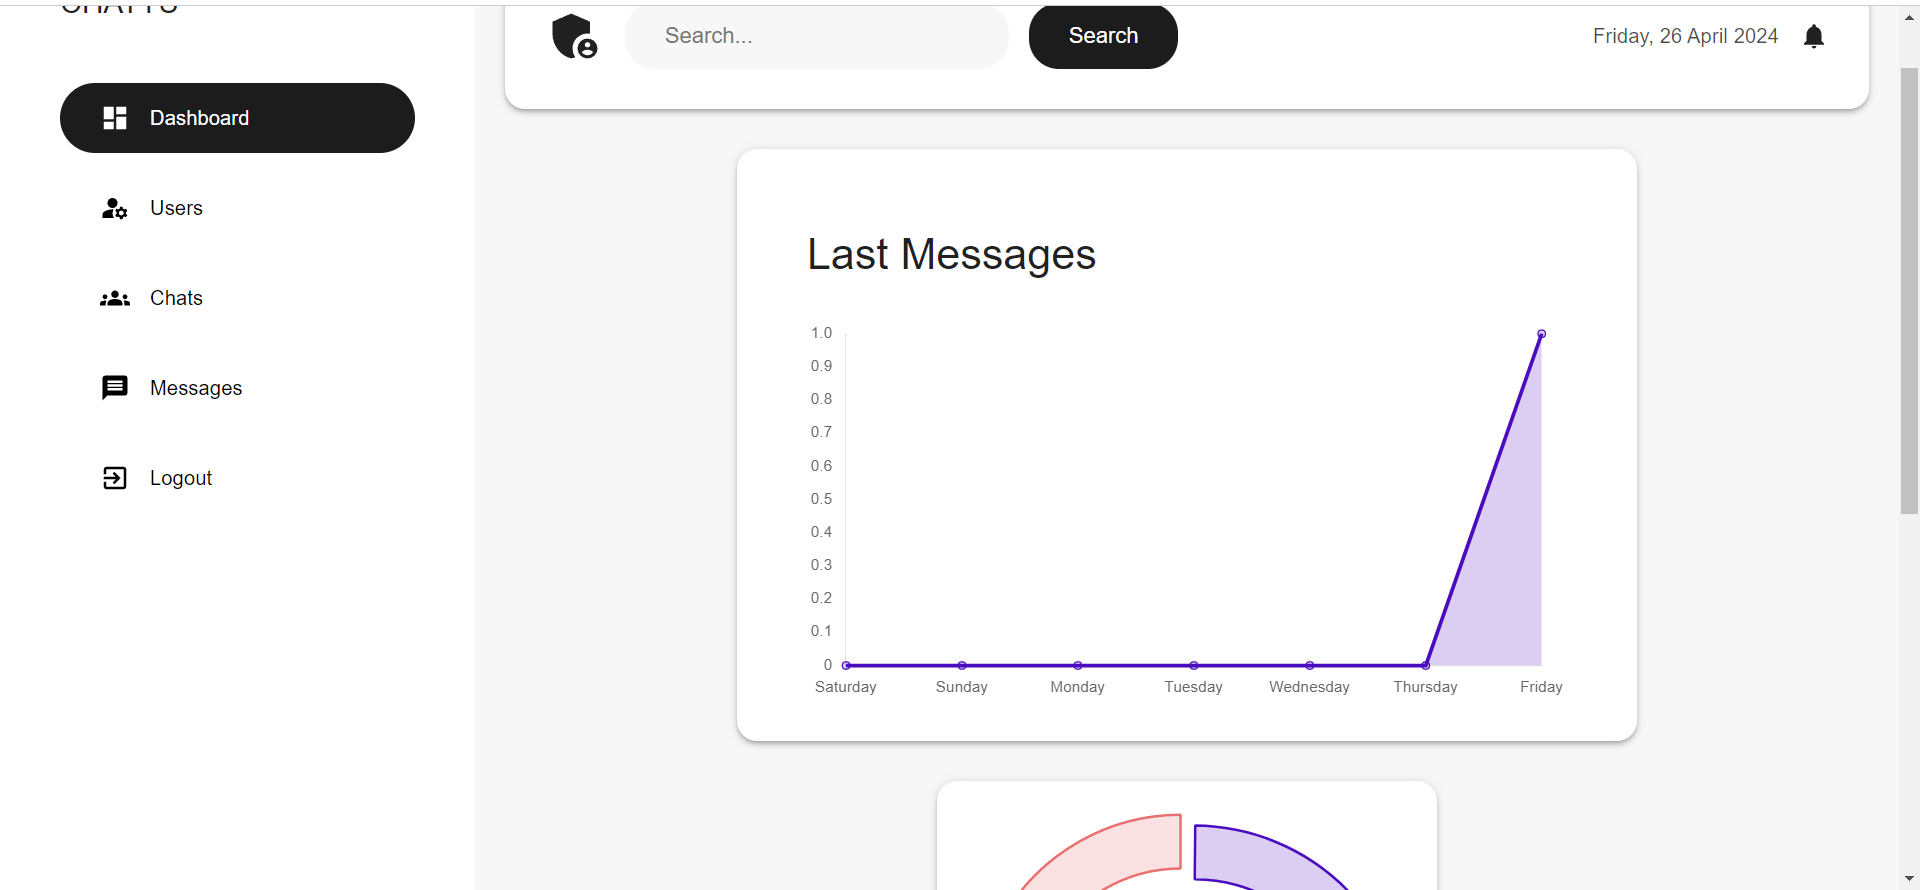 Search...
Search
Friday, 26 April 2024
Dashboard
Users
Chats
Messages
Logout
Last Messages
1.0
0.9
0.8
0.7
0.6
0.5
0.4
0.3
0.2
0.1
0
Saturday Sunday Monday Tuesday Wednesday Thursday Friday